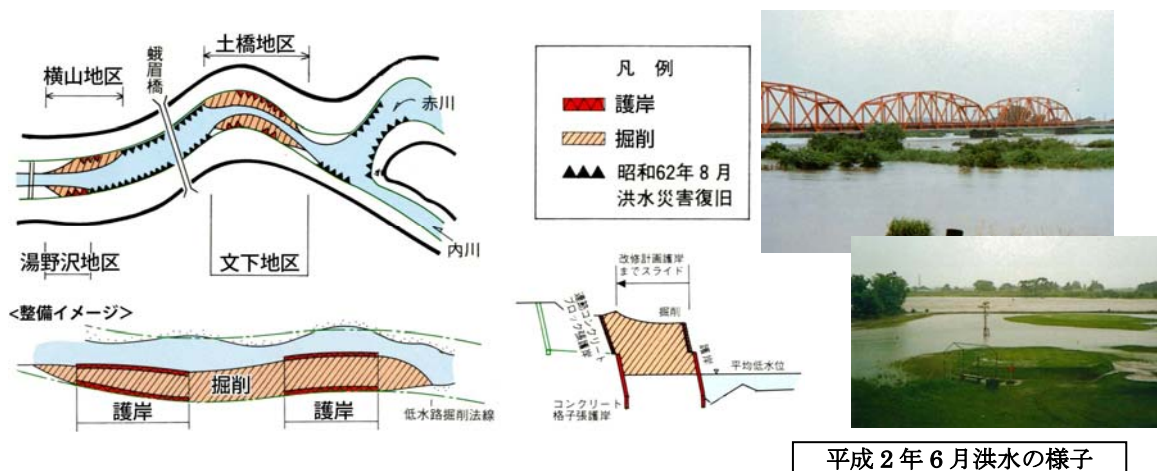 土橋地区
蛾眉橋
横山地区
赤川
湯野沢地区
文下地区
内川
凡 例
護岸
掘削
昭和62年8月
洪水災害復旧
<整備イメージ>
掘削
護岸
護岸
低水路掘削法線
改修計画護岸
までスライド
掘削
護岸
平均低水位
コンクリート
格子張護岸
平成2年6月洪水の様子